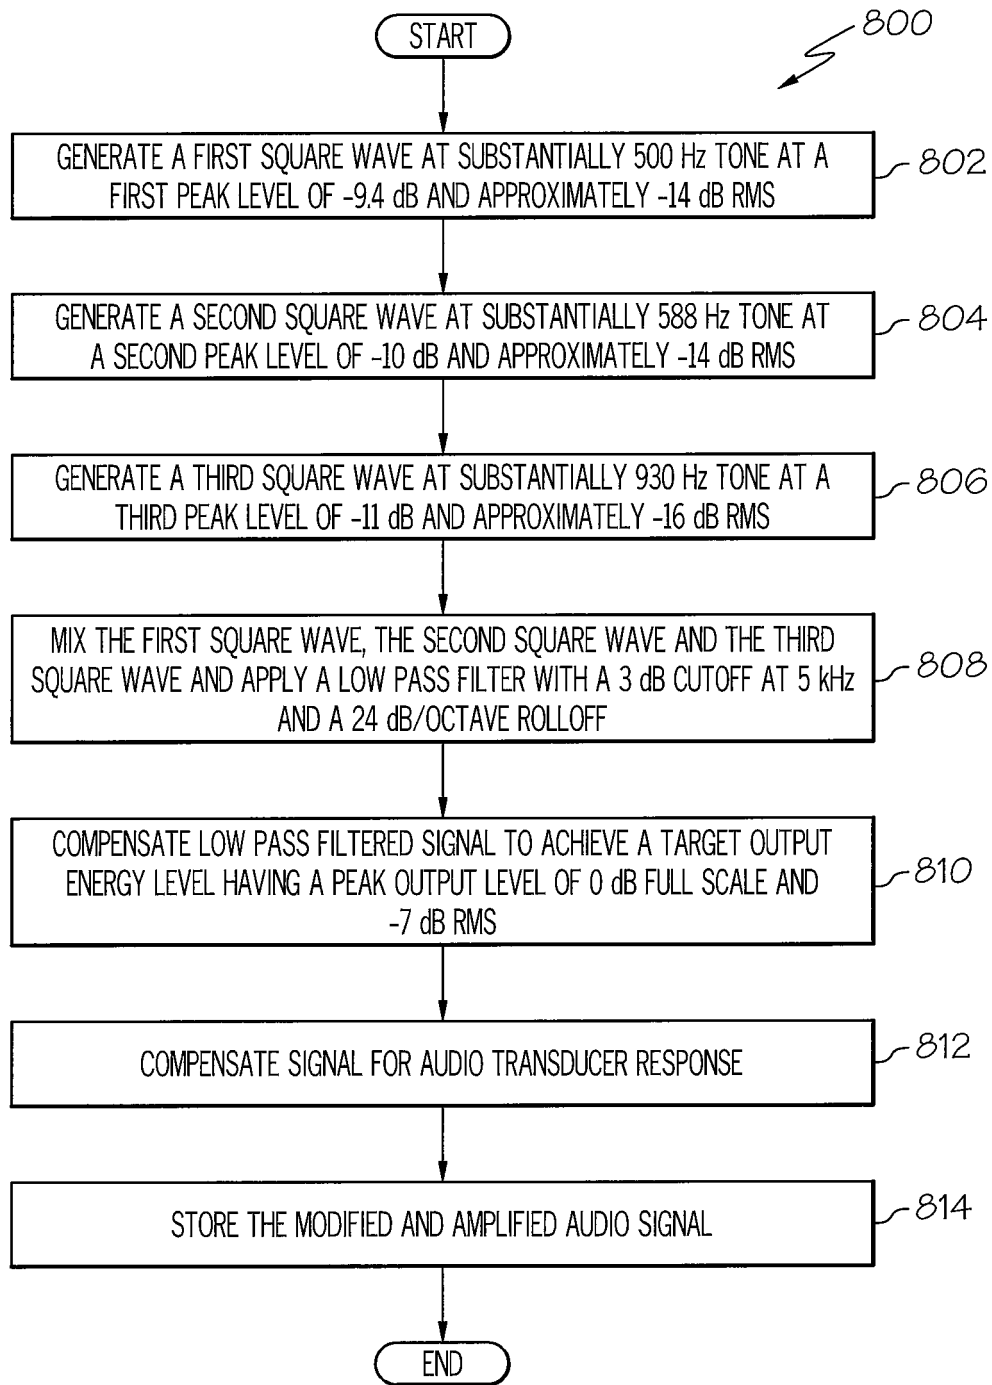 START
800
GENERATE A FIRST SQUARE WAVE AT SUBSTANTIALLY 500 Hz TONE AT A
FIRST PEAK LEVEL OF -9.4 dB AND APPROXIMATELY -14 dB RMS
802
GENERATE A SECOND SQUARE WAVE AT SUBSTANTIALLY 588 Hz TONE AT
A SECOND PEAK LEVEL OF -10 dB AND APPROXIMATELY -14 dB RMS
804
GENERATE A THIRD SQUARE WAVE AT SUBSTANTIALLY 930 Hz TONE AT A
THIRD PEAK LEVEL OF -11 dB AND APPROXIMATELY -16 dB RMS
806
MIX THE FIRST SQUARE WAVE, THE SECOND SQUARE WAVE AND THE THIRD
SQUARE WAVE AND APPLY A LOW PASS FILTER WITH A 3 dB CUTOFF AT 5 kHz
AND A 24 dB/OCTAVE ROLLOFF
808
COMPENSATE LOW PASS FILTERED SIGNAL TO ACHIEVE A TARGET OUTPUT
ENERGY LEVEL HAVING A PEAK OUTPUT LEVEL OF 0 dB FULL SCALE AND
-7 dB RMS
810
COMPENSATE SIGNAL FOR AUDIO TRANSDUCER RESPONSE
812
STORE THE MODIFIED AND AMPLIFIED AUDIO SIGNAL
814
END